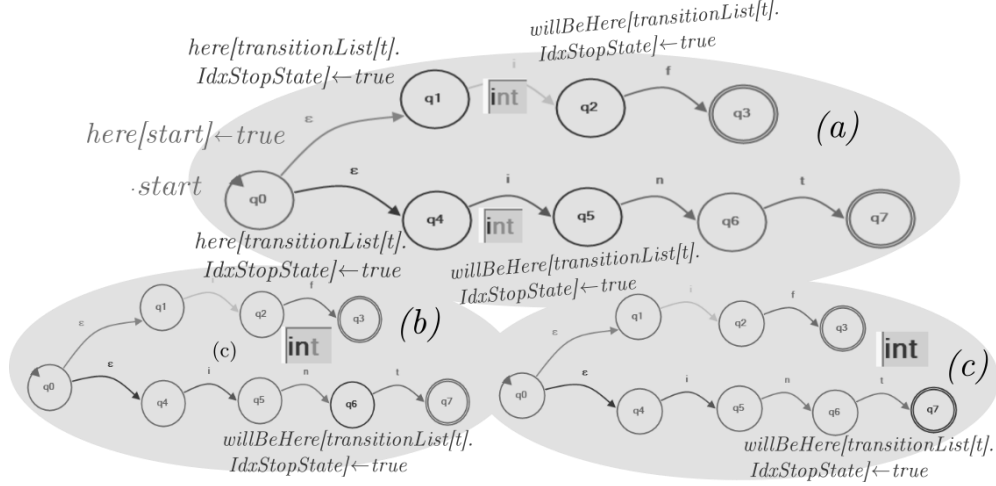 here[transitionList[t].
IdxStopState]←true
willBeHere[transitionList[t].
IdxStopState]←true
here[start]←true
ε
q1
i
int
q2
f
q3
(a)
·start
q0
ε
q4
i
int
q5
n
q6
t
q7
here[transitionList[t].
IdxStopState]←true
willBeHere[transitionList[t].
IdxStopState]←true
q1
i
q2
f
q3
(b)
ε
(c)
int
q0
ε
q4
i
q5
n
q6
t
q7
willBeHere[transitionList[t].
IdxStopState]←true
q1
i
q2
f
q3
int
(c)
ε
q0
ε
q4
i
q5
n
q6
t
q7
willBeHere[transitionList[t].
IdxStopState]←true